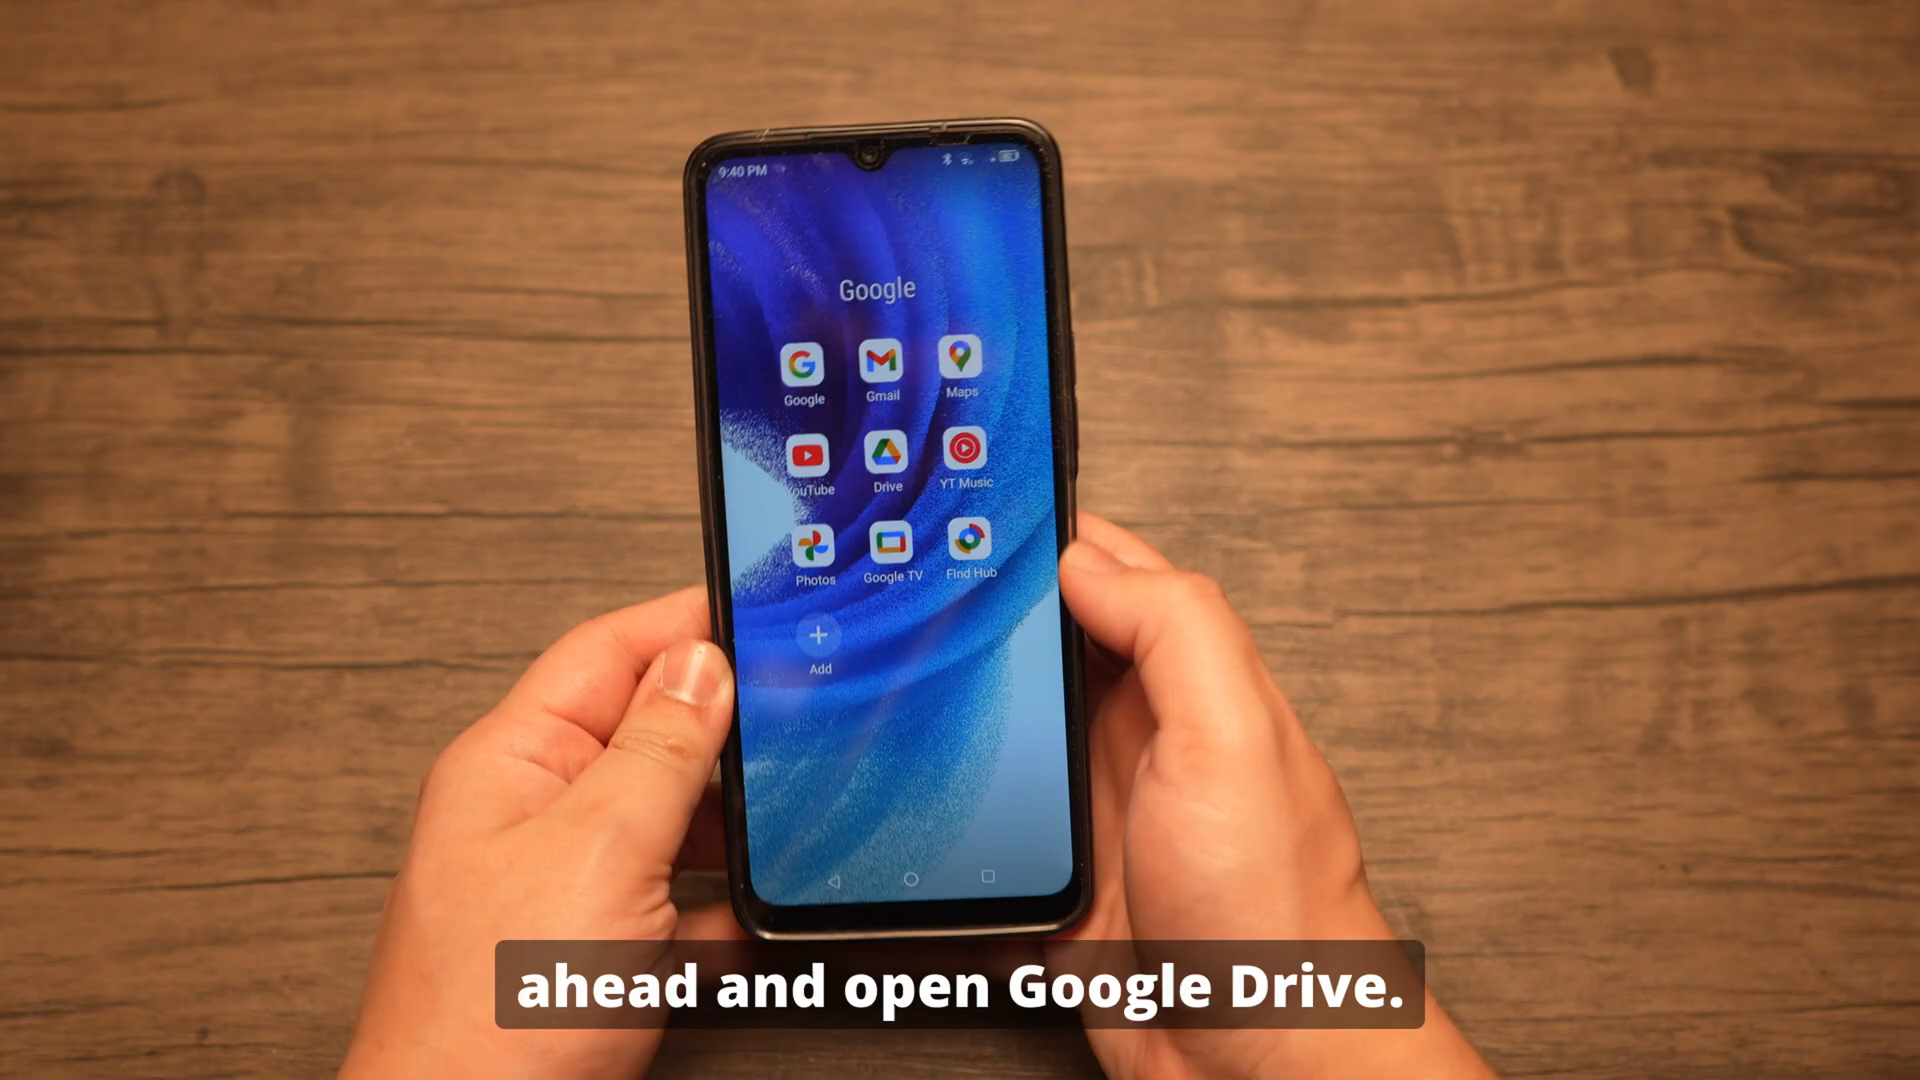 9:40 PM
Google
Google Gmail Maps
YouTube Drive YT Music
Photos Google TV Find Hub
Add
ahead and open Google Drive.